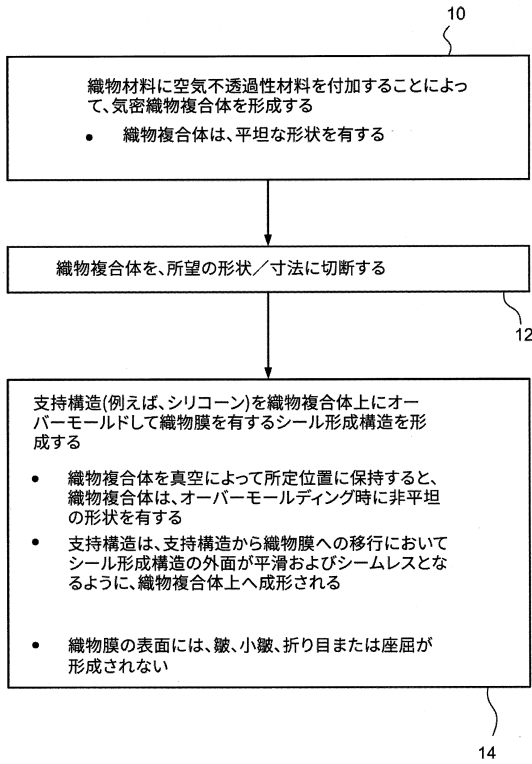 10
織物材料に空気不透過性材料を付加することによっ
て、気密織物複合体を形成する
• 織物複合体は、平坦な形状を有する
織物複合体を、所望の形状／寸法に切断する
12
支持構造(例えば、シリコーン)を織物複合体上にオー
バーモールドして織物膜を有するシール形成構造を形
成する
• 織物複合体を真空によって所定位置に保持すると、
織物複合体は、オーバーモールディング時に非平坦
の形状を有する
• 支持構造は、支持構造から織物膜への移行において
シール形成構造の外面が平滑およびシームレスとな
るように、織物複合体上へ成形される
• 織物膜の表面には、皺、小皺、折り目または座屈が
形成されない
14